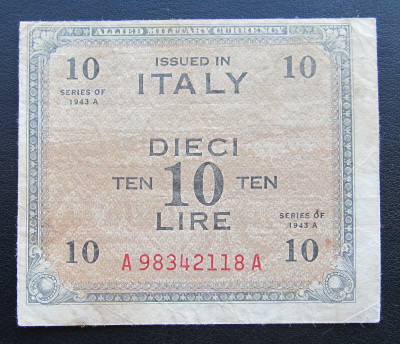 ALLIED MILITARY CURRENCY
10 ISSUED IN 10
ITALY
SERIES OF
1943 A
DIECI
TEN 10 TEN
LIRE
SERIES OF
1943 A
10 A98342118A 10